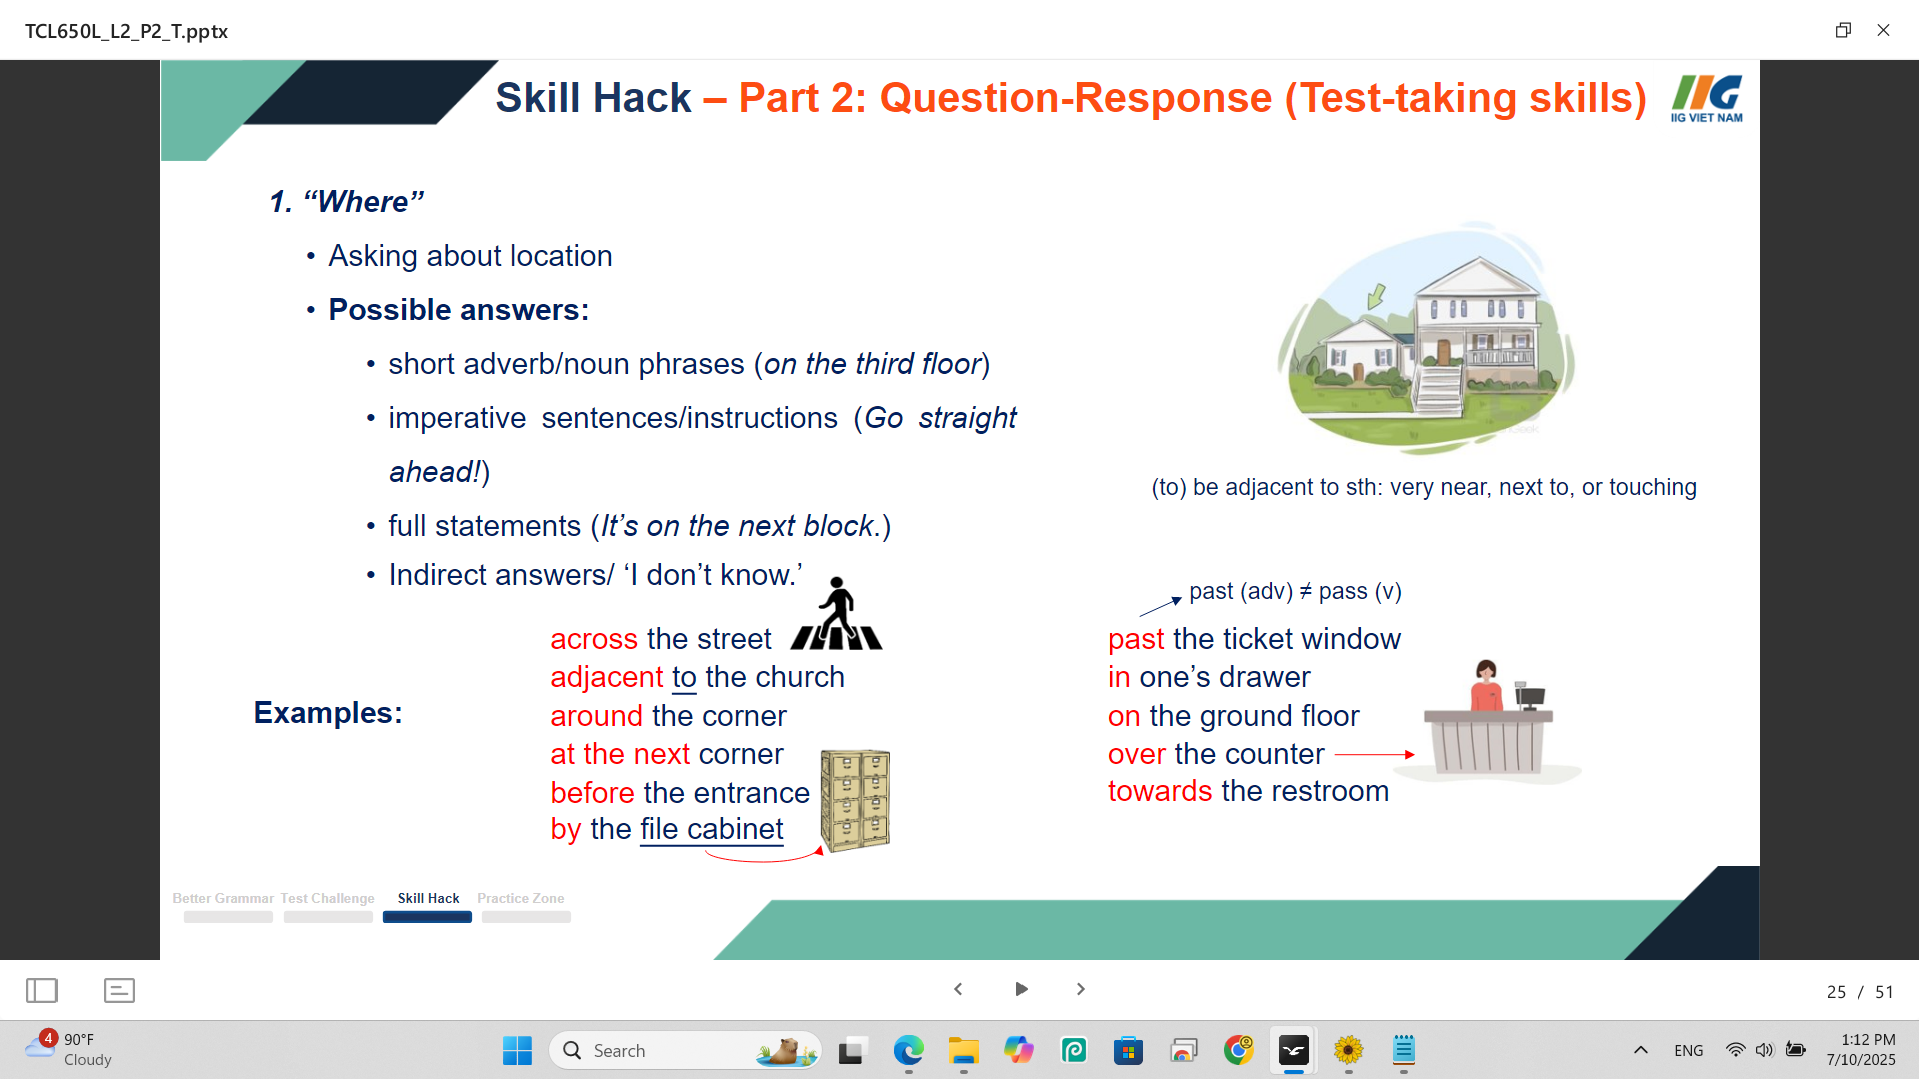 TCL650L_L2_P2_T.pptx
Skill Hack – Part 2: Question-Response (Test-taking skills)
IIG VIET NAM
1. “Where”
• Asking about location
• Possible answers:
• short adverb/noun phrases (on the third floor)
• imperative sentences/instructions (Go straight
ahead!)
• full statements (It’s on the next block.)
• Indirect answers/ ‘I don’t know.’
(to) be adjacent to sth: very near, next to, or touching
Examples:
across the street
adjacent to the church
around the corner
at the next corner
before the entrance
by the file cabinet
past (adv) ≠ pass (v)
past the ticket window
in one’s drawer
on the ground floor
over the counter
towards the restroom
Better Grammar Test Challenge Skill Hack Practice Zone
25 / 51
4
90°F
Cloudy
Search
ENG
1:12 PM
7/10/2025